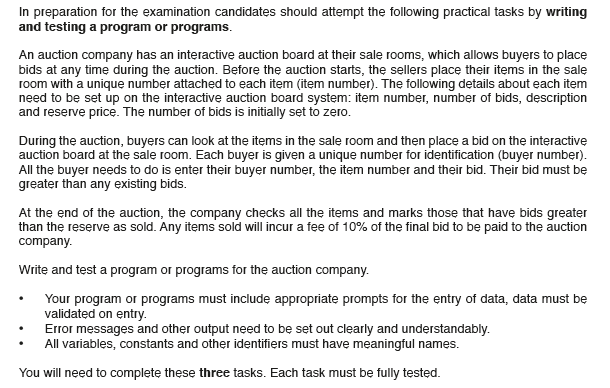 In preparation for the examination candidates should attempt the following practical tasks by writing
and testing a program or programs.
An auction company has an interactive auction board at their sale rooms, which allows buyers to place
bids at any time during the auction. Before the auction starts, the sellers place their items in the sale
room with a unique number attached to each item (item number). The following details about each item
need to be set up on the interactive auction board system: item number, number of bids, description
and reserve price. The number of bids is initially set to zero.
During the auction, buyers can look at the items in the sale room and then place a bid on the interactive
auction board at the sale room. Each buyer is given a unique number for identification (buyer number).
All the buyer needs to do is enter their buyer number, the item number and their bid. Their bid must be
greater than any existing bids.
At the end of the auction, the company checks all the items and marks those that have bids greater
than the reserve as sold. Any items sold will incur a fee of 10% of the final bid to be paid to the auction
company.
Write and test a program or programs for the auction company.
• Your program or programs must include appropriate prompts for the entry of data, data must be
validated on entry.
• Error messages and other output need to be set out clearly and understandably.
• All variables, constants and other identifiers must have meaningful names.
You will need to complete these three tasks. Each task must be fully tested.